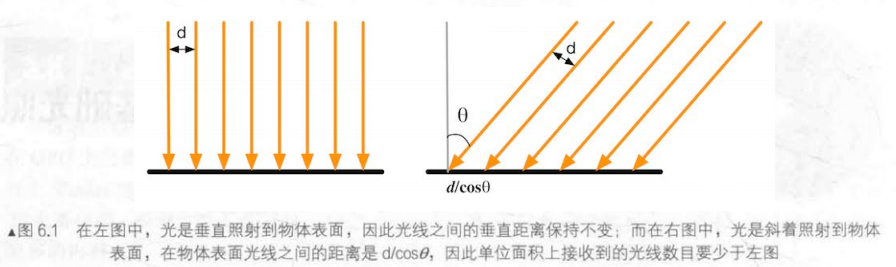 d
d
θ
d/cosθ
▲图 6.1 在左图中，光是垂直照射到物体表面，因此光线之间的垂直距离保持不变；而在右图中，光是斜着照射到物体
表面，在物体表面光线之间的距离是 d/cosθ，因此单位面积上接收到的光线数目要少于左图